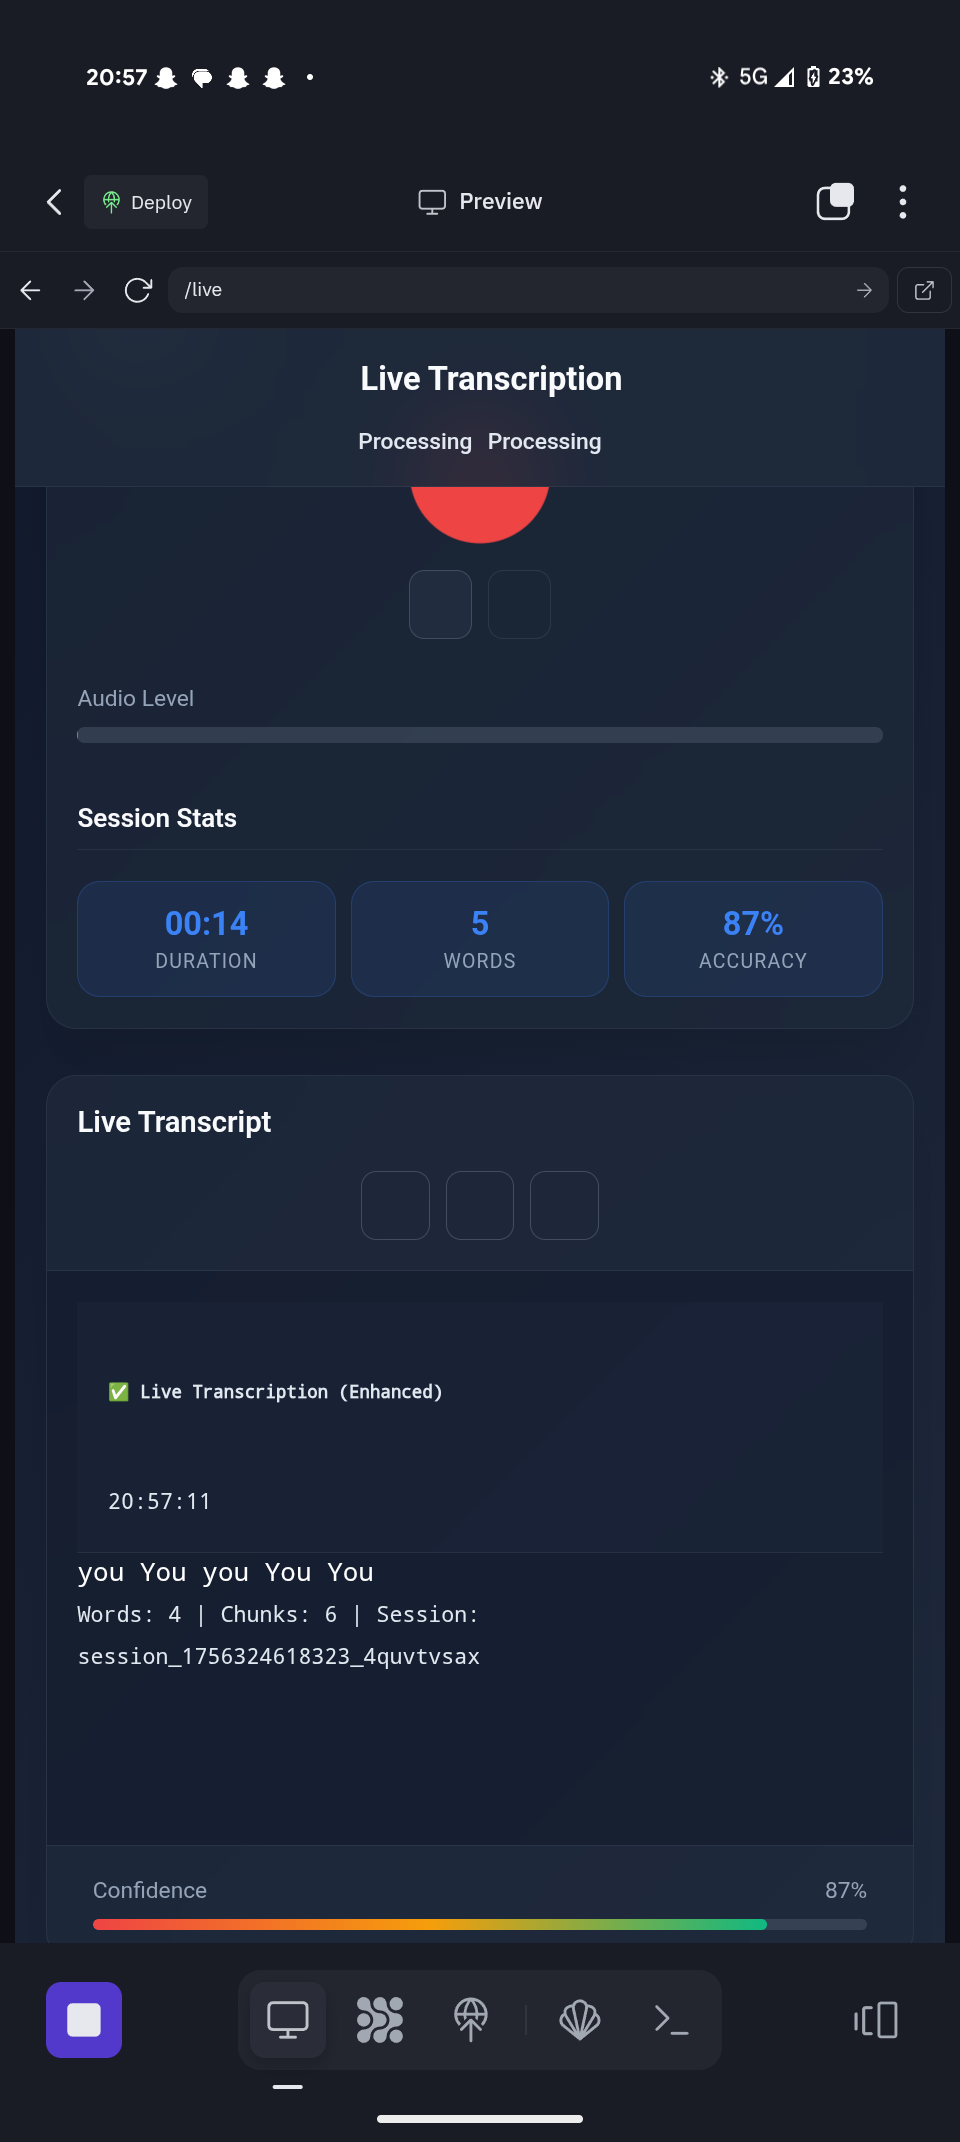 20:57
5G 23%
Deploy
Preview
/live
Live Transcription
Processing Processing
Audio Level
Session Stats
00:14
DURATION
5
WORDS
87%
ACCURACY
Live Transcript
✅ Live Transcription (Enhanced)
20:57:11
you You you You You
Words: 4 | Chunks: 6 | Session:
session_1756324618323_4quvtvsax
Confidence
87%